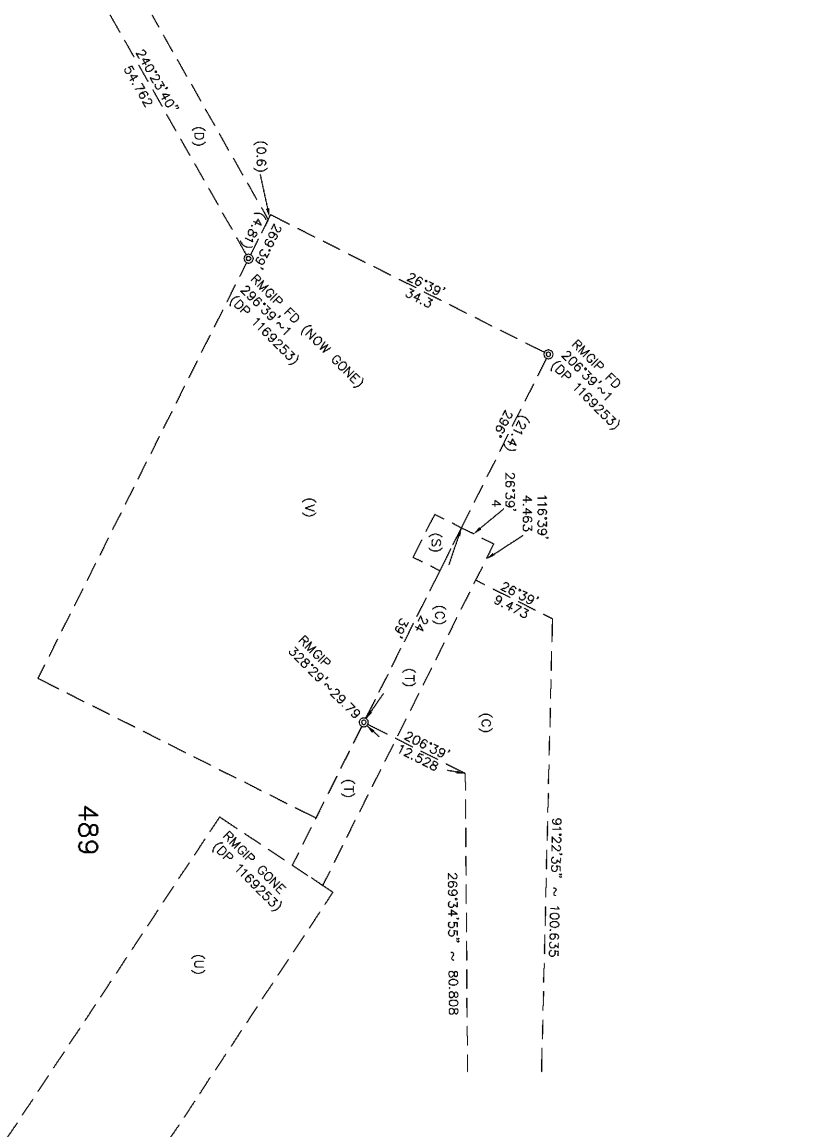 240°23'40"
54.762
(D)
(0.6)
269°39'
(4.81)
RMGIP FD (NOW GONE)
296°39'~1
(DP 1169253)
26°39'
34.3
RMGIP FD
206°39'~1
(DP 1169253)
(21.4)
296°
26°39'
4
116°39'
4.463
(V)
(S)
26°39'
9.473
(C)
24
39'
(T)
(C)
RMGIP
328°29'~29.79
206°39'
12.528
(T)
489
RMGIP GONE
(DP 1169253)
91°22'35" ~ 100.635
269°34'55" ~ 80.808
(U)